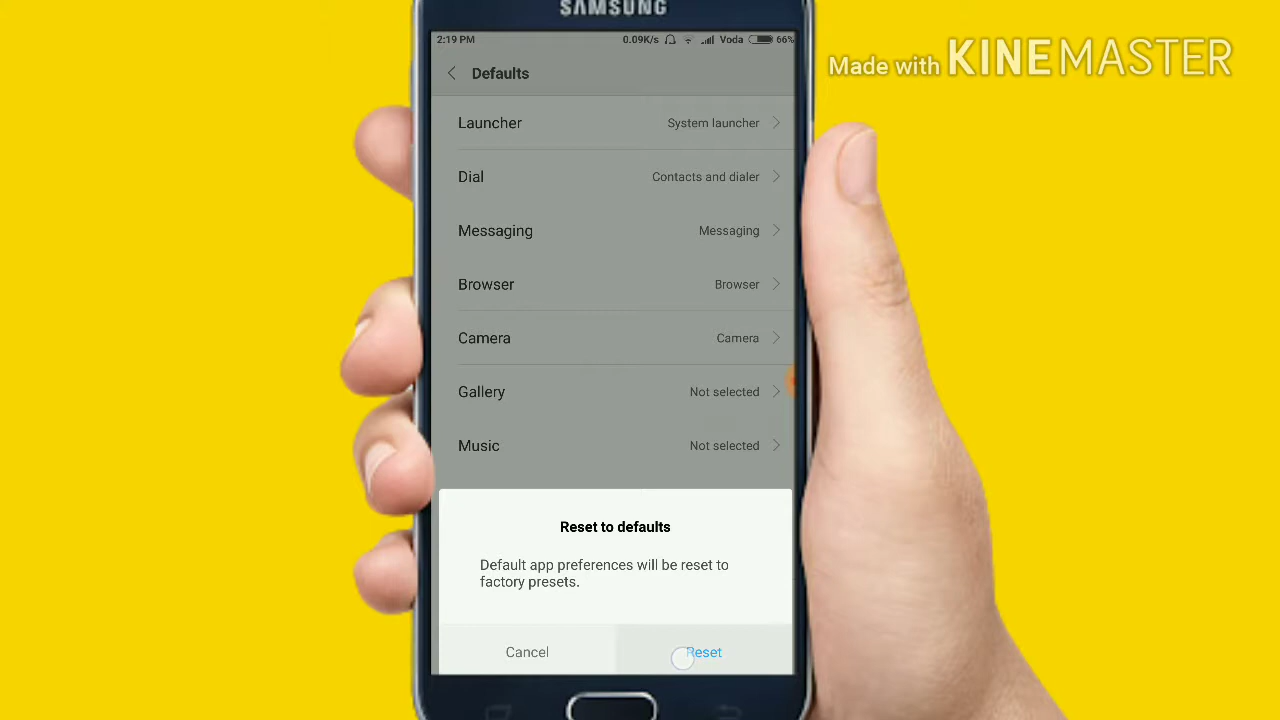 SAMSUNG
Made with KINEMASTER
2:19 PM 0.09K/s Voda 66%
Defaults
Launcher System launcher
Dial Contacts and dialer
Messaging Messaging
Browser Browser
Camera Camera
Gallery Not selected
Music Not selected
Reset to defaults
Default app preferences will be reset to
factory presets.
Cancel Reset